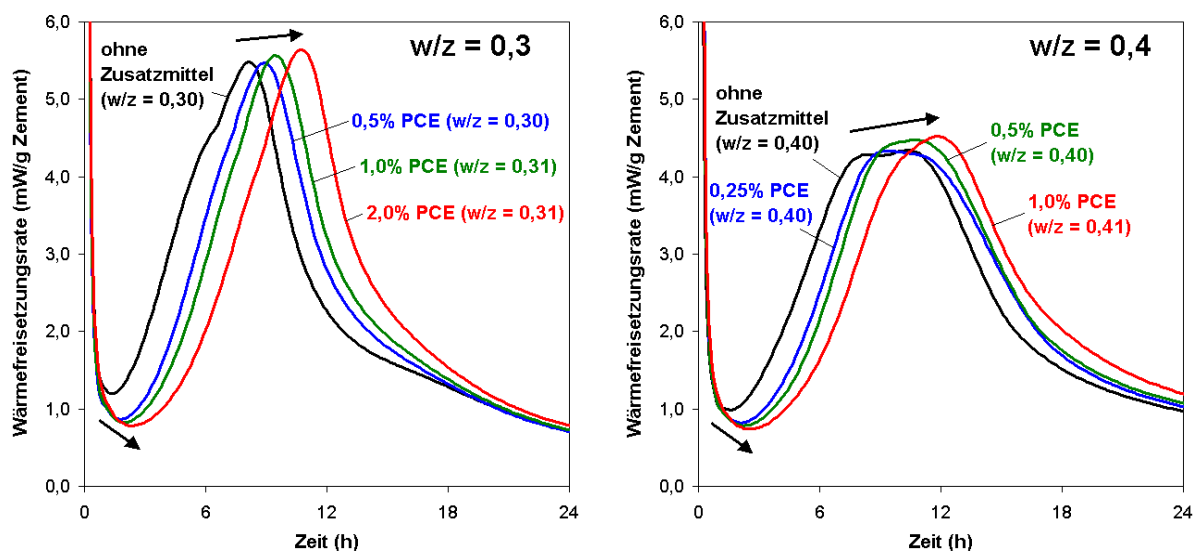 w/z = 0,3
ohne
Zusatzmittel
(w/z = 0,30)
0,5% PCE (w/z = 0,30)
1,0% PCE (w/z = 0,31)
2,0% PCE (w/z = 0,31)
Wärmefreisetzungsrate (mW/g Zement)
6,0
5,0
4,0
3,0
2,0
1,0
0,0
0 6 12 18 24
Zeit (h)
w/z = 0,4
ohne
Zusatzmittel
(w/z = 0,40)
0,25% PCE
(w/z = 0,40)
0,5% PCE
(w/z = 0,40)
1,0% PCE
(w/z = 0,41)
Wärmefreisetzungsrate (mW/g Zement)
6,0
5,0
4,0
3,0
2,0
1,0
0,0
0 6 12 18 24
Zeit (h)